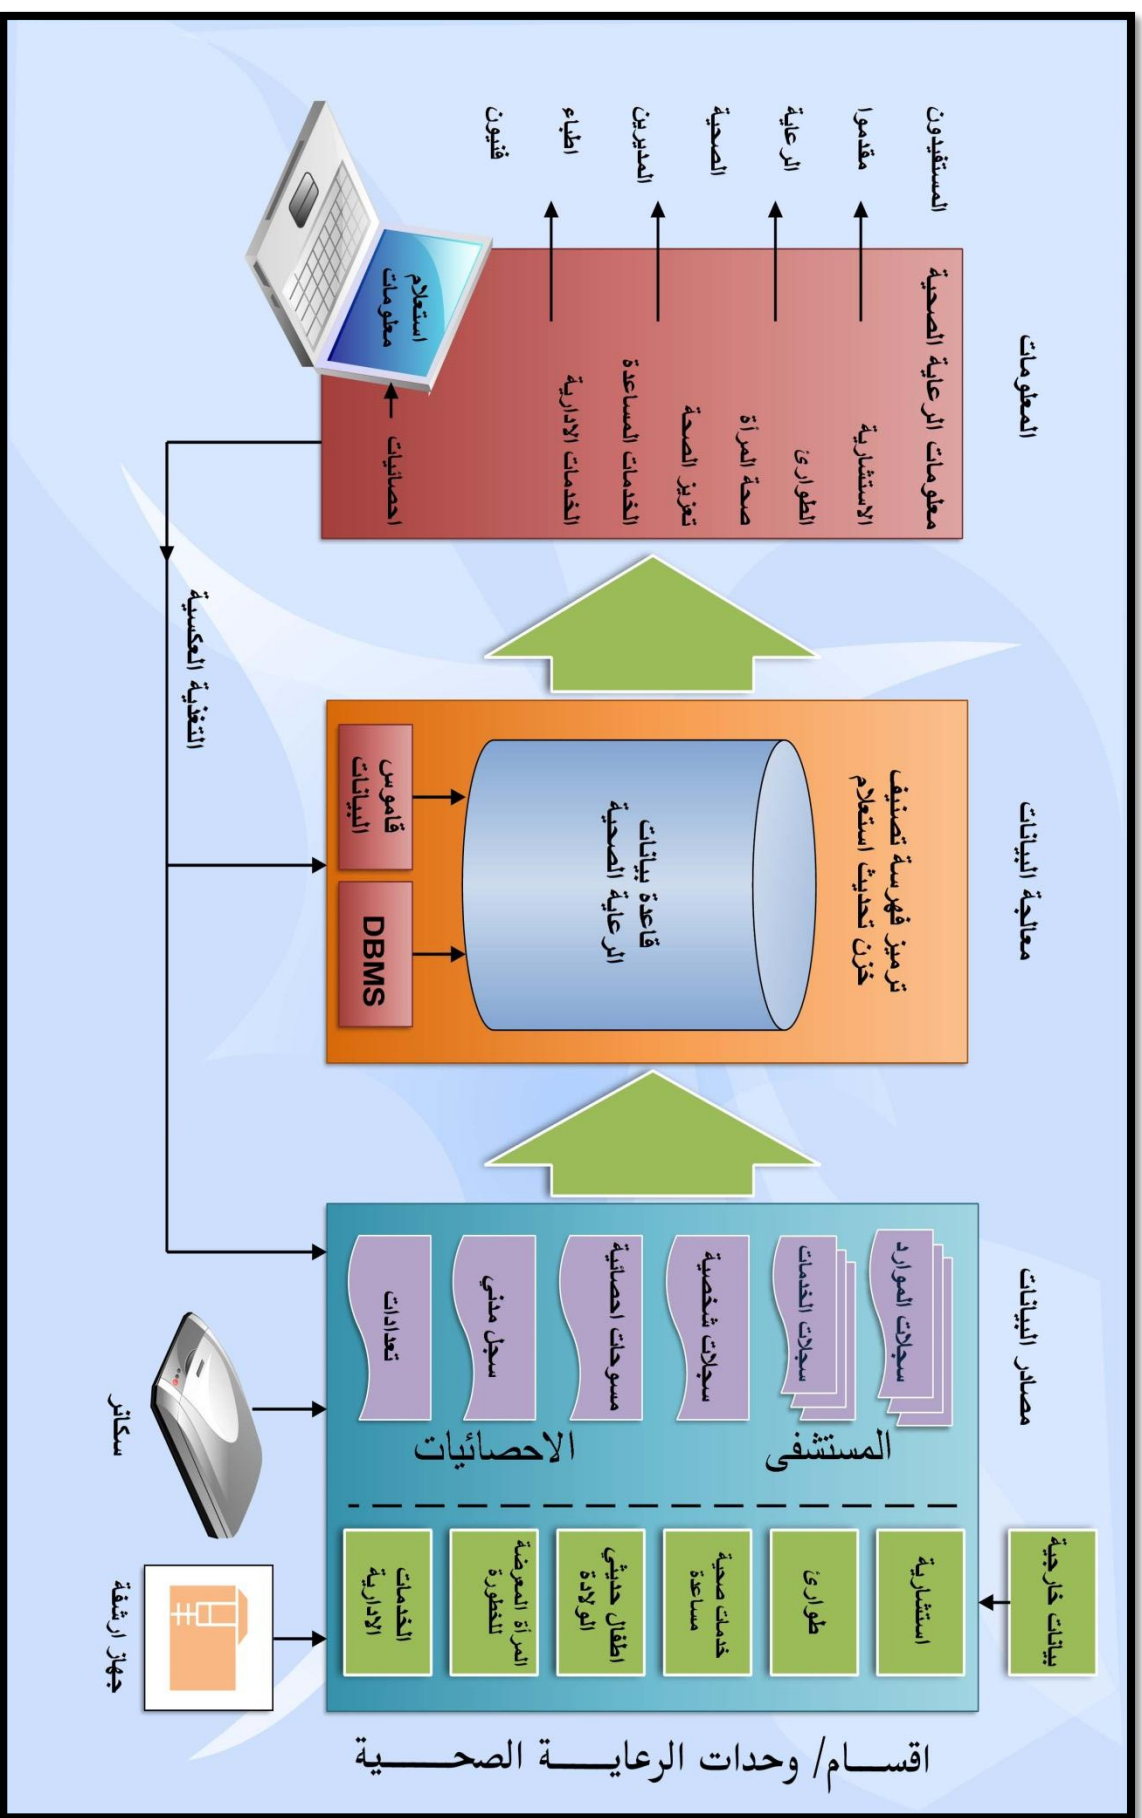 مصادر البيانات
معالجة البيانات
المعلومات
بيانات خارجية
استشارية
طوارئ
خدمات صحية
مساعدة
اطفال حديثي
الولادة
المرأة المعرضة
للخطورة
الخدمات
الادارية
اقسام/ وحدات الرعاية الصحية
المستشفى
الاحصائيات
سجلات الموارد
سجلات الخدمات
سجلات شخصية
مسوحات احصائية
سجل مدني
تعدادات
جهاز ارشفة
سكانر
ترميز فهرسة تصنيف
خزن تحديث استعلام
قاعدة بيانات
الرعاية الصحية
DBMS
قاموس
البيانات
معلومات الرعاية الصحية
الاستشارية
الطوارئ
صحة المرأة
تعزيز الصحة
الخدمات المساعدة
الخدمات الادارية
احصائيات
استعلام
معلومات
المستفيدون
مقدموا
الرعاية
الصحية
المديرين
اطباء
فنيون
التغذية العكسية